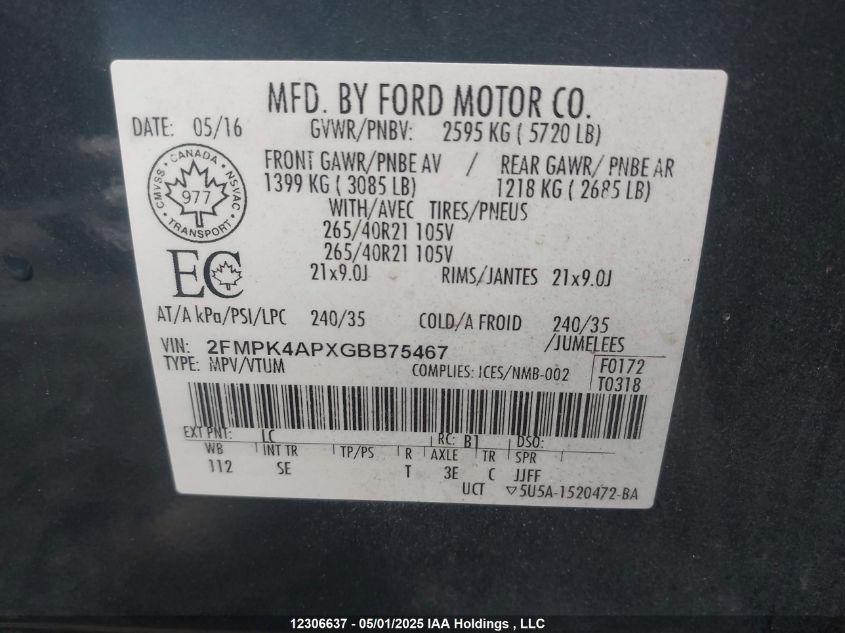 MFD. BY FORD MOTOR CO.
DATE: 05/16 GVWR/PNBV: 2595 KG ( 5720 LB)
FRONT GAWR/PNBE AV / REAR GAWR/ PNBE AR
1399 KG ( 3085 LB) 1218 KG ( 2685 LB)
WITH/AVEC TIRES/PNEUS
265/40R21 105V
265/40R21 105V
21x9.0J RIMS/JANTES 21x9.0J
CANADA
CMVSS NSVAC
977
TRANSPORT
EC
AT/A kPa/PSI/LPC 240/35 COLD/A FROID 240/35
VIN: 2FMPK4APXGBB75467 /JUMELEES
TYPE: MPV/VTUM COMPLIES: ICES/NMB-002 F0172
T0318
EXT PNT: LC RC: B1 DSO:
WB INT TR TP/PS R AXLE TR SPR
112 SE T 3E C JJFF
UCT ▽5U5A-1520472-BA
12306637 - 05/01/2025 IAA Holdings , LLC